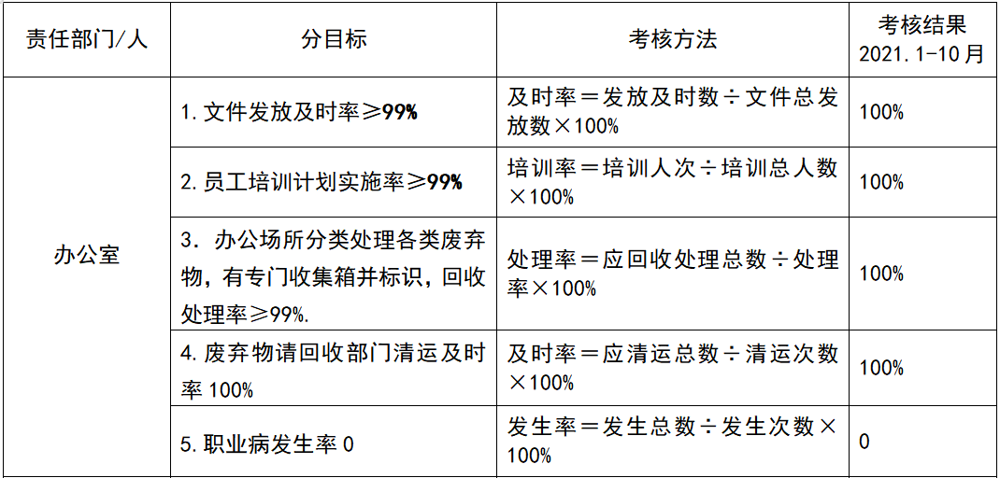 责任部门/人
分目标
考核方法
考核结果
2021.1-10月
办公室
1.文件发放及时率≥99%
及时率＝发放及时数÷文件总发
放数×100%
100%
2.员工培训计划实施率≥99%
培训率＝培训人次÷培训总人数
×100%
100%
3．办公场所分类处理各类废弃
物，有专门收集箱并标识，回收
处理率≥99%.
处理率＝应回收处理总数÷处理
率×100%
100%
4.废弃物请回收部门清运及时
率100%
及时率＝应清运总数÷清运次数
×100%
100%
5.职业病发生率0
发生率＝发生总数÷发生次数×
100%
0